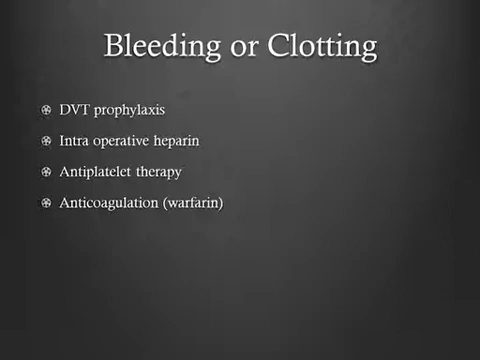 Bleeding or Clotting
DVT prophylaxis
Intra operative heparin
Antiplatelet therapy
Anticoagulation (warfarin)